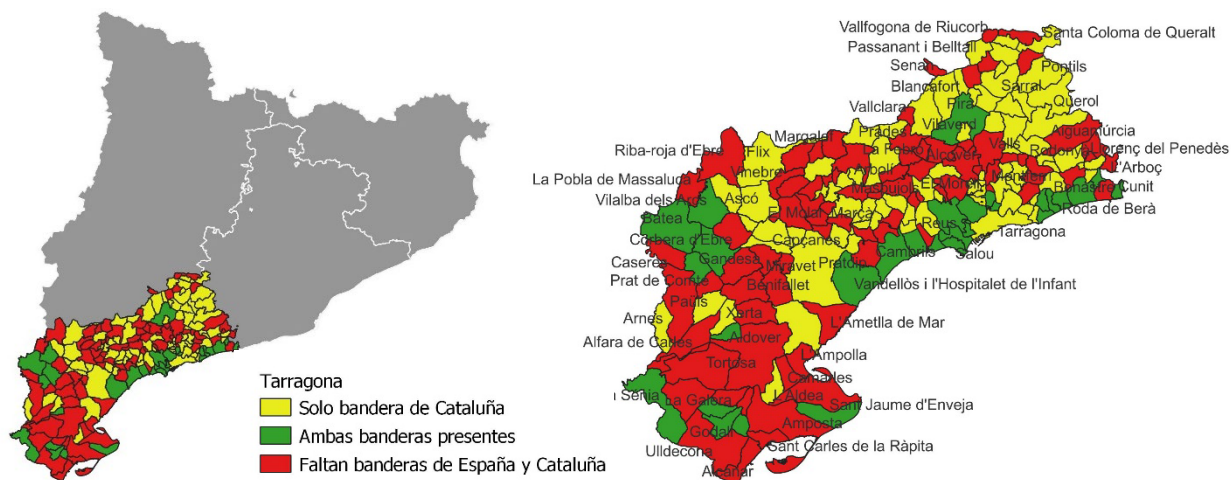 Tarragona
Solo bandera de Cataluña
Ambas banderas presentes
Faltan banderas de España y Cataluña
Vallfogona de Riucorb
Santa Coloma de Queralt
Passanant i Belltall
Senan
Pontils
Blancafort
Sarral
Vallclara
Pira
Querol
Margalef
Prades
Vilaverd
Aiguamúrcia
Riba-roja d'Ebre
Flix
La Febró
Valls
Alcover
Rodonyà
Llorenç del Penedès
Vinebre
Arbolí
L'Arboç
La Pobla de Massaluca
Montferri
Vilalba dels Arcs
Ascó
Masbujols
El Morell
Bonastre
Cunit
Batea
El Molar
Marçà
Reus
Roda de Berà
Corbera d'Ebre
Capçanes
Tarragona
Caseres
Gandesa
Cambrils
Salou
Miravet
Pratdip
Prat de Comte
Benifallet
Vandellòs i l'Hospitalet de l'Infant
Paüls
Arnes
Xerta
L'Ametlla de Mar
Alfara de Carles
Aldover
L'Ampolla
Tortosa
Camarles
i Sénia
La Galera
L'Aldea
Sant Jaume d'Enveja
Godall
Amposta
Ulldecona
Sant Carles de la Ràpita
Alcanar